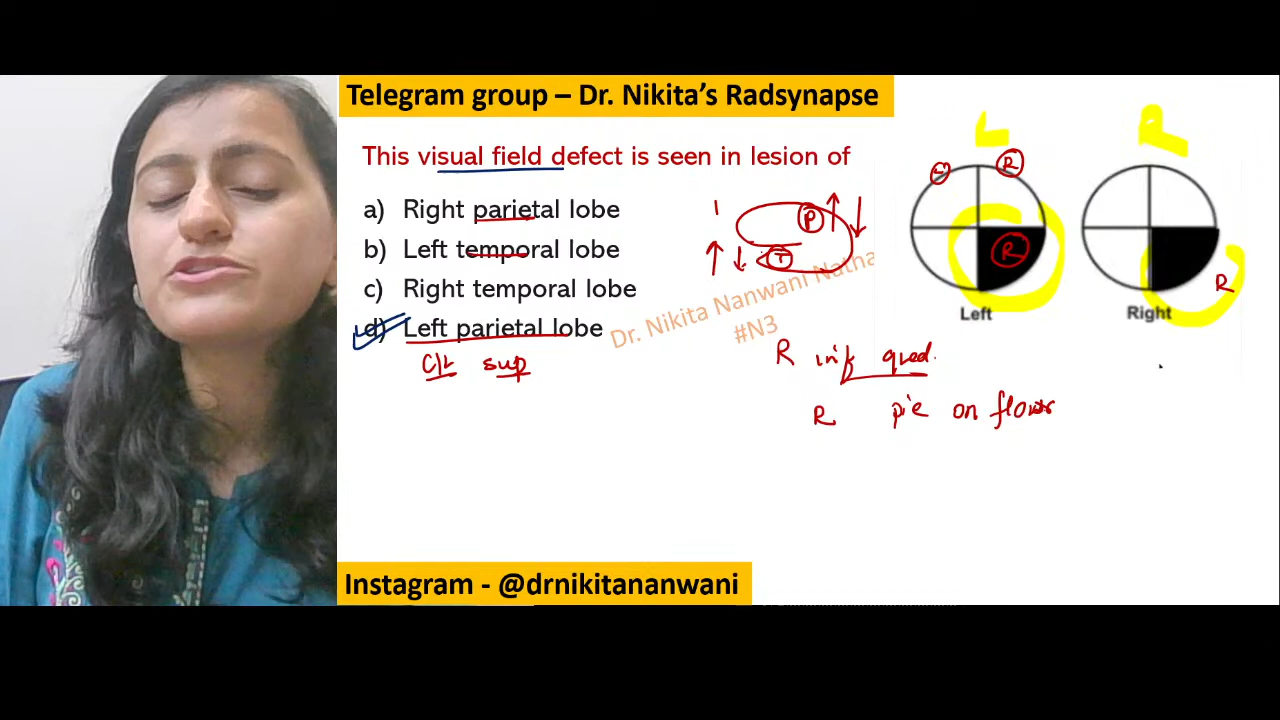 Telegram group – Dr. Nikita's Radsynapse
This visual field defect is seen in lesion of
a) Right parietal lobe
b) Left temporal lobe
c) Right temporal lobe
d) Left parietal lobe
C/L sup
P
T
Dr. Nikita Nanwani Natha
#N3
L
R
R
R
R
Left
Right
R inf quad.
R pie on floor
Instagram - @drnikitananwani